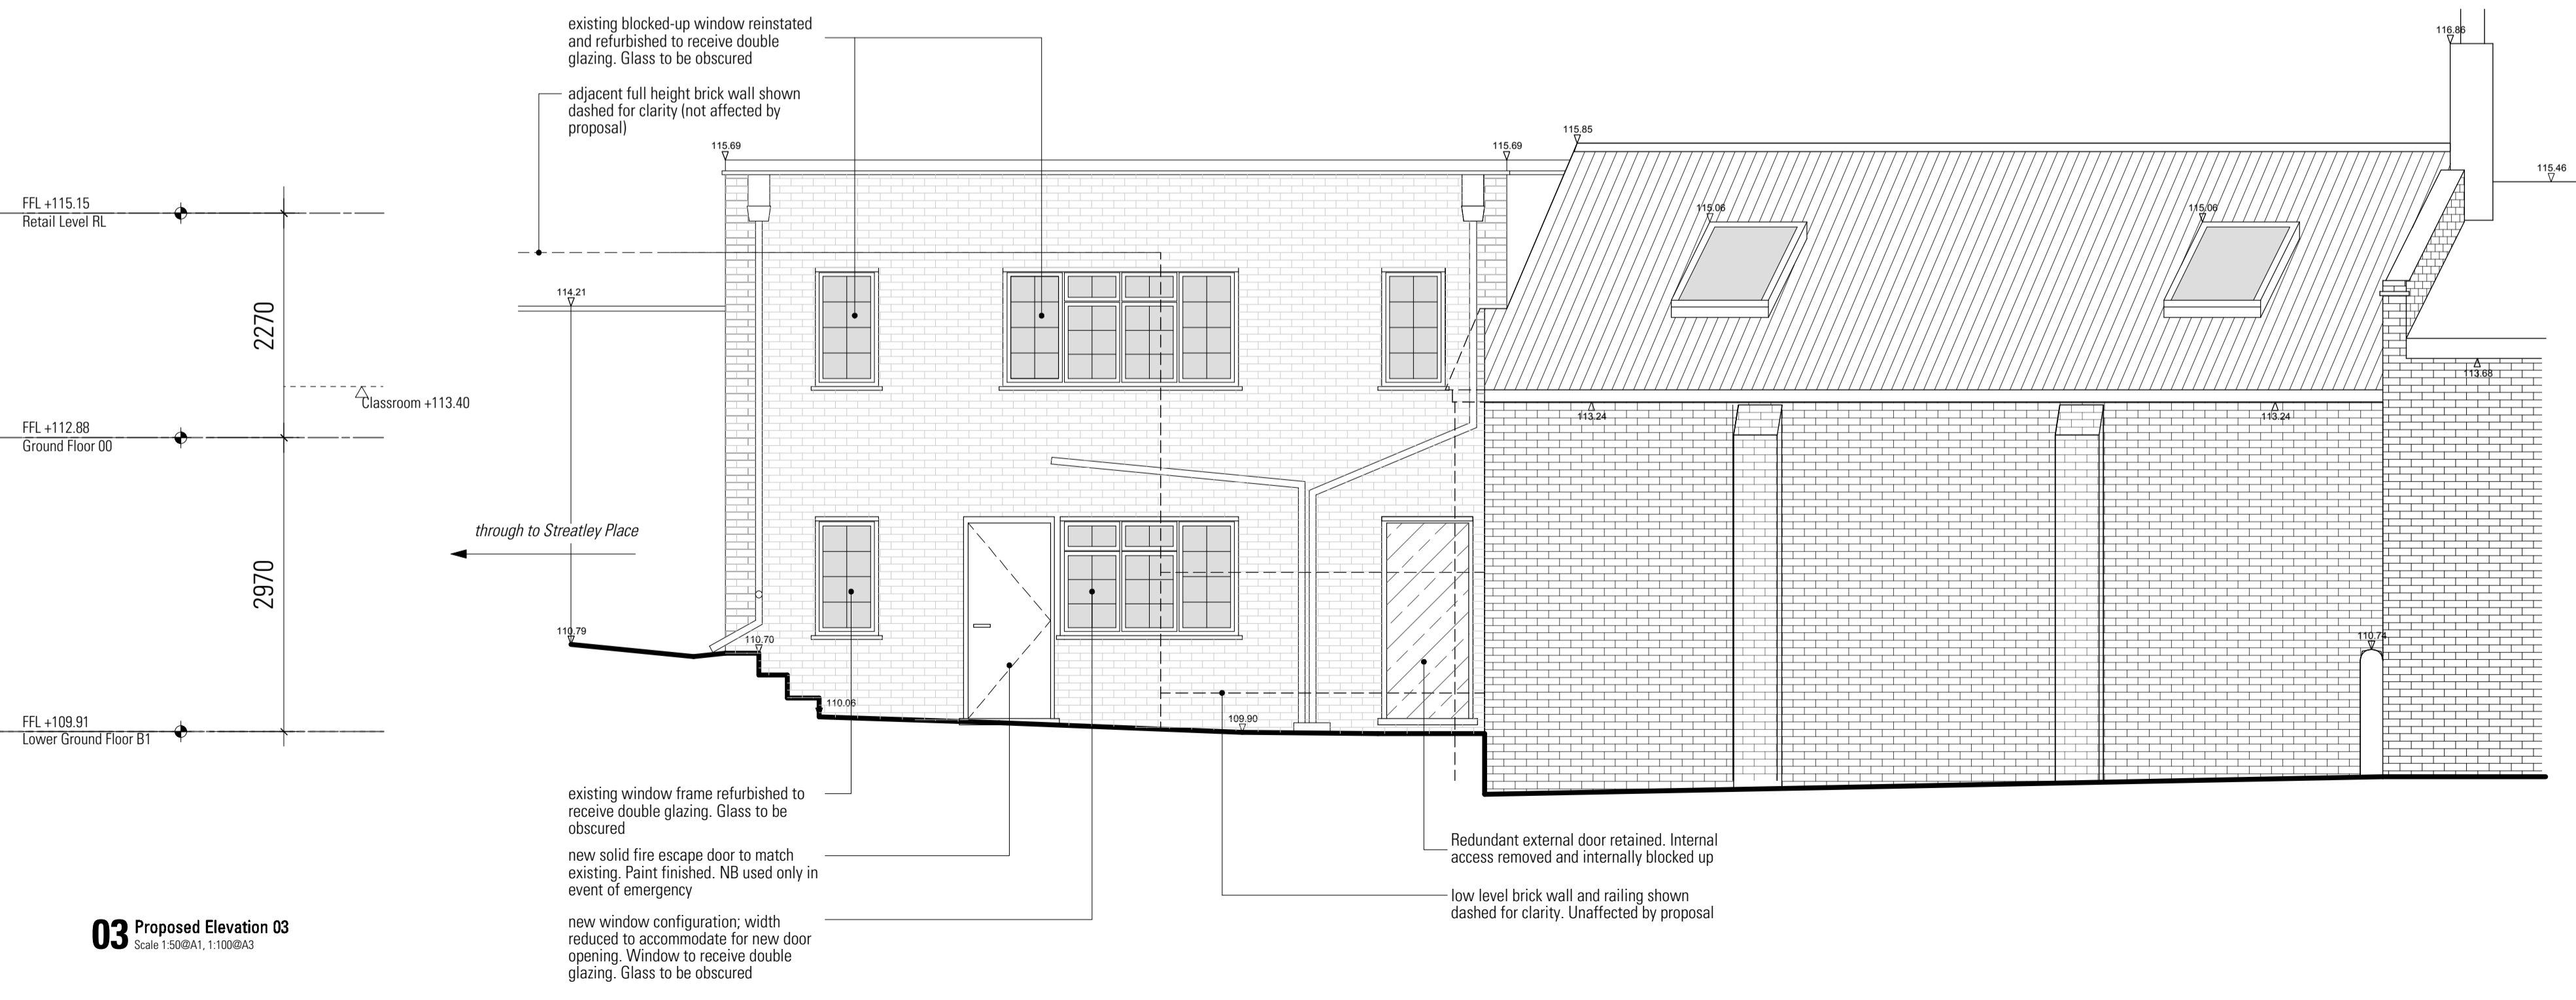 existing blocked-up window reinstated
and refurbished to receive double
glazing. Glass to be obscured
adjacent full height brick wall shown
dashed for clarity (not affected by
proposal)
116.86
115.69
115.69
115.85
115.46
FFL +115.15
Retail Level RL
115.06
115.06
114.21
2270
Classroom +113.40
113.68
113.24
113.24
FFL +112.88
Ground Floor 00
through to Streatley Place
2970
110.79
110.70
110.74
110.06
109.90
FFL +109.91
Lower Ground Floor B1
existing window frame refurbished to
receive double glazing. Glass to be
obscured
new solid fire escape door to match
existing. Paint finished. NB used only in
event of emergency
new window configuration; width
reduced to accommodate for new door
opening. Window to receive double
glazing. Glass to be obscured
Redundant external door retained. Internal
access removed and internally blocked up
low level brick wall and railing shown
dashed for clarity. Unaffected by proposal
03 Proposed Elevation 03
Scale 1:50@A1, 1:100@A3